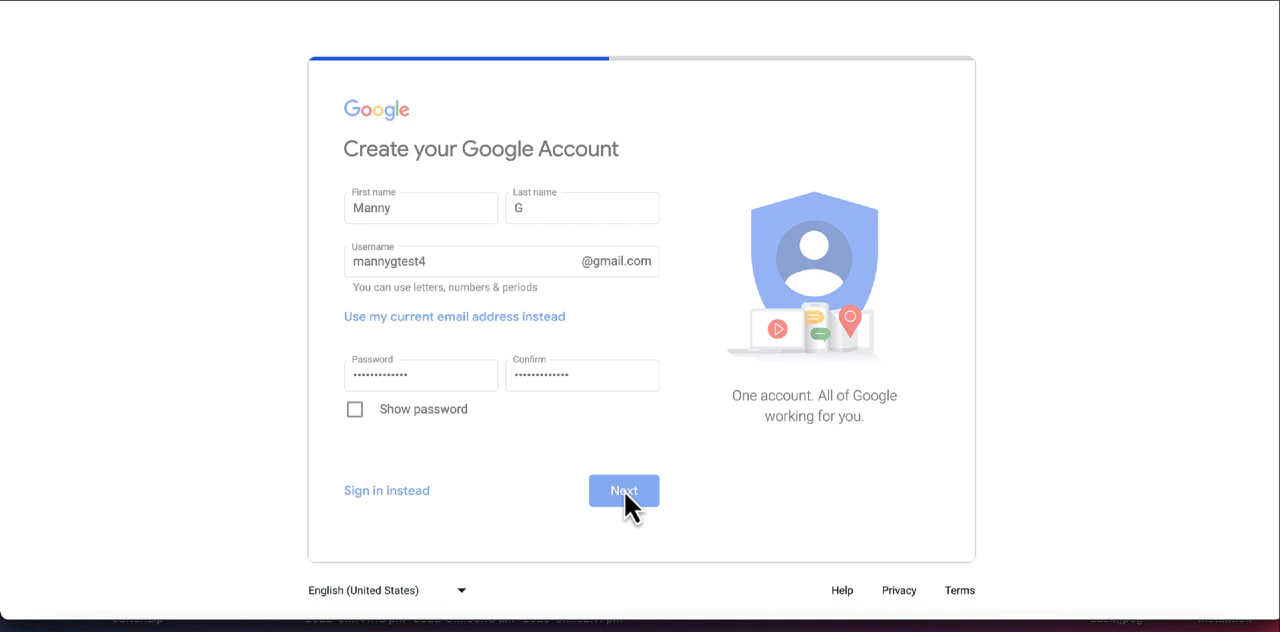 Google
Create your Google Account
First name
Last name
Manny
G
Username
mannygtest4
@gmail.com
You can use letters, numbers & periods
Use my current email address instead
Password
Confirm
•••••••••••••
•••••••••••••
Show password
One account. All of Google
working for you.
Sign in instead
Next
English (United States)
Help
Privacy
Terms